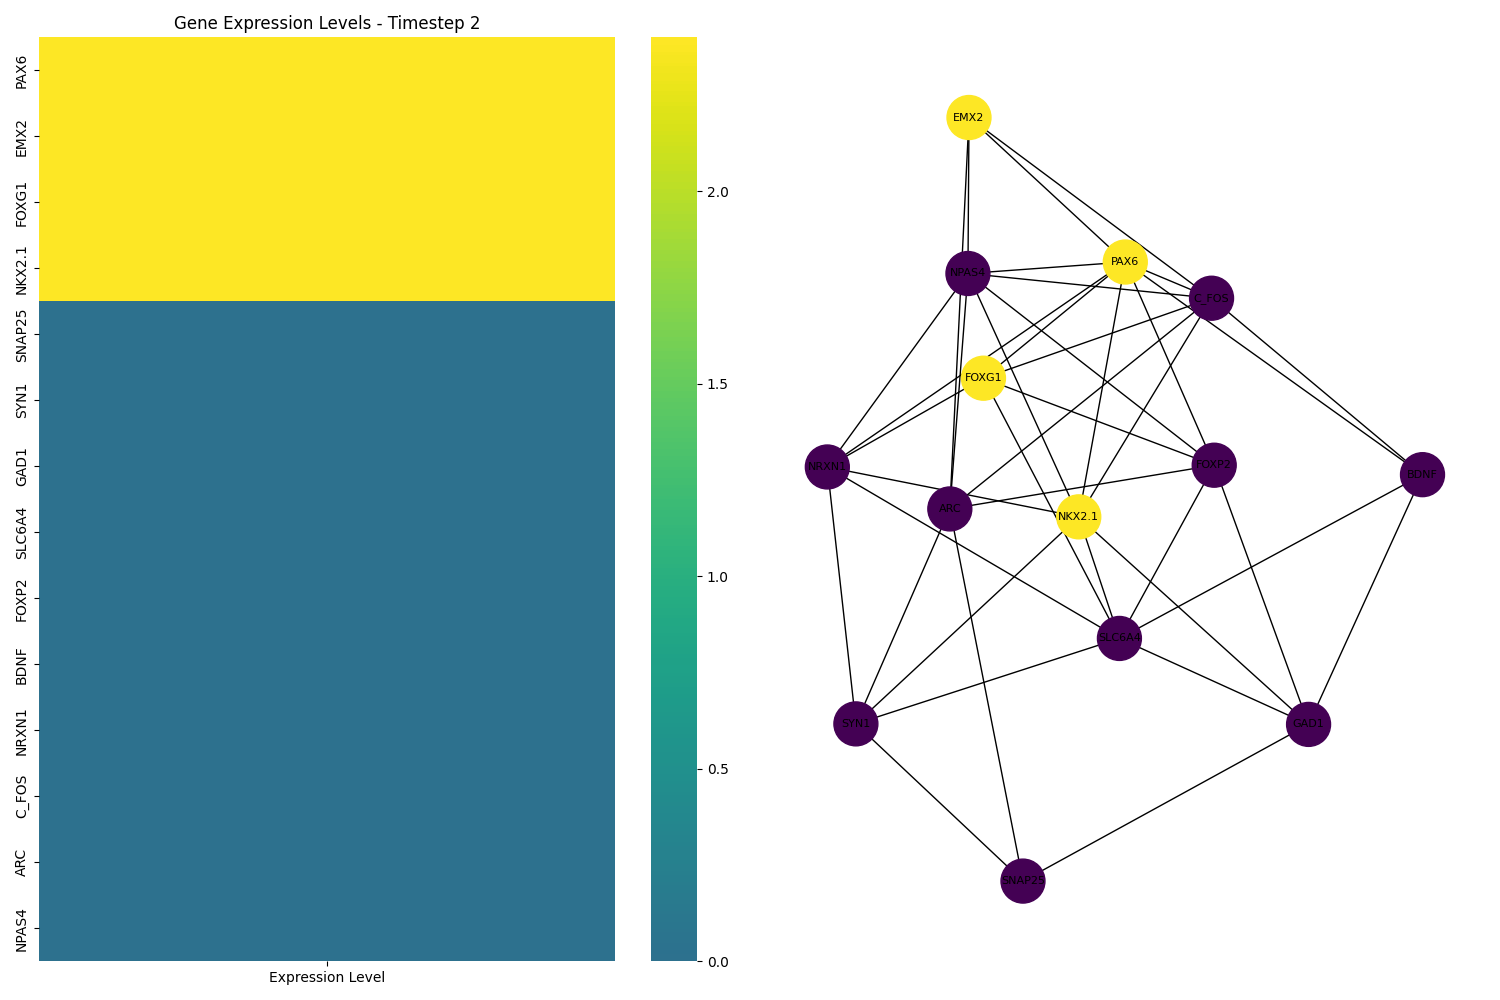 Gene Expression Levels - Timestep 2
PAX6
EMX2
FOXG1
NKX2.1
SNAP25
SYN1
GAD1
SLC6A4
FOXP2
BDNF
NRXN1
C_FOS
ARC
NPAS4
Expression Level
2.0
1.5
1.0
0.5
0.0
EMX2
PAX6
NPAS4
C_FOS
FOXG1
NRXN1
FOXP2
BDNF
ARC
NKX2.1
SLC6A4
SYN1
GAD1
SNAP25